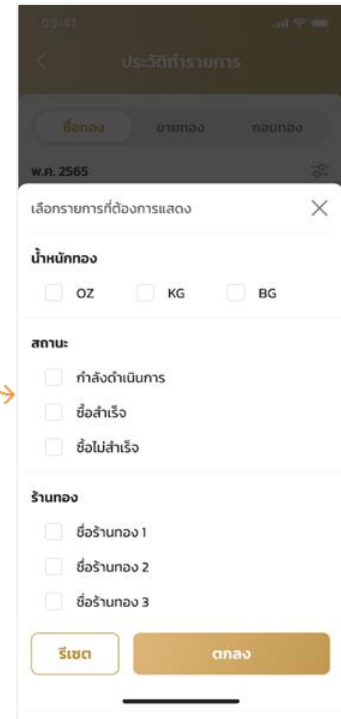 09:41
ประวัติทำรายการ
ซื้อทอง ขายทอง ถอนทอง
พ.ค. 2565
เลือกรายการที่ต้องการแสดง
น้ำหนักทอง
OZ KG BG
สถานะ
กำลังดำเนินการ
ซื้อสำเร็จ
ซื้อไม่สำเร็จ
ร้านทอง
ชื่อร้านทอง 1
ชื่อร้านทอง 2
ชื่อร้านทอง 3
รีเซต ตกลง